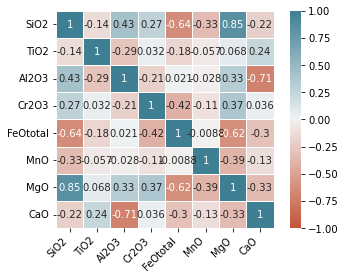 SiO2 1 -0.14 0.43 0.27 -0.64 -0.33 0.85 -0.22
TiO2 -0.14 1 -0.29 0.032 -0.18 -0.057 0.068 0.24
Al2O3 0.43 -0.29 1 -0.21 0.021 -0.028 0.33 -0.71
Cr2O3 0.27 0.032 -0.21 1 -0.42 -0.11 0.37 0.036
FeOtotal -0.64 -0.18 0.021 -0.42 1 -0.0088 -0.62 -0.3
MnO -0.33 -0.057 -0.028 -0.11 -0.0088 1 -0.39 -0.13
MgO 0.85 0.068 0.33 0.37 -0.62 -0.39 1 -0.33
CaO -0.22 0.24 -0.71 0.036 -0.3 -0.13 -0.33 1
SiO2 TiO2 Al2O3 Cr2O3 FeOtotal MnO MgO CaO
1.00
0.75
0.50
0.25
0.00
-0.25
-0.50
-0.75
-1.00